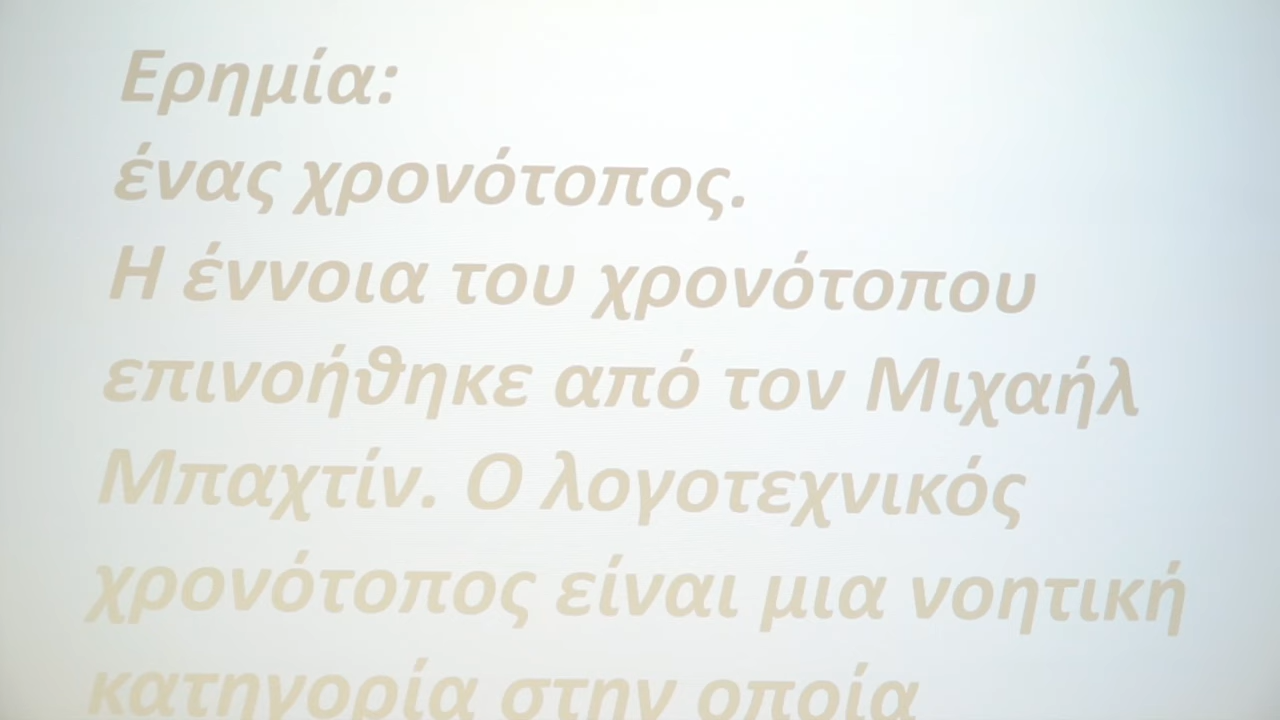 Ερημία:
ένας χρονότοπος.
Η έννοια του χρονότοπου
επινοήθηκε από τον Μιχαήλ
Μπαχτίν. Ο λογοτεχνικός
χρονότοπος είναι μια νοητική
κατηγορία στην οποία